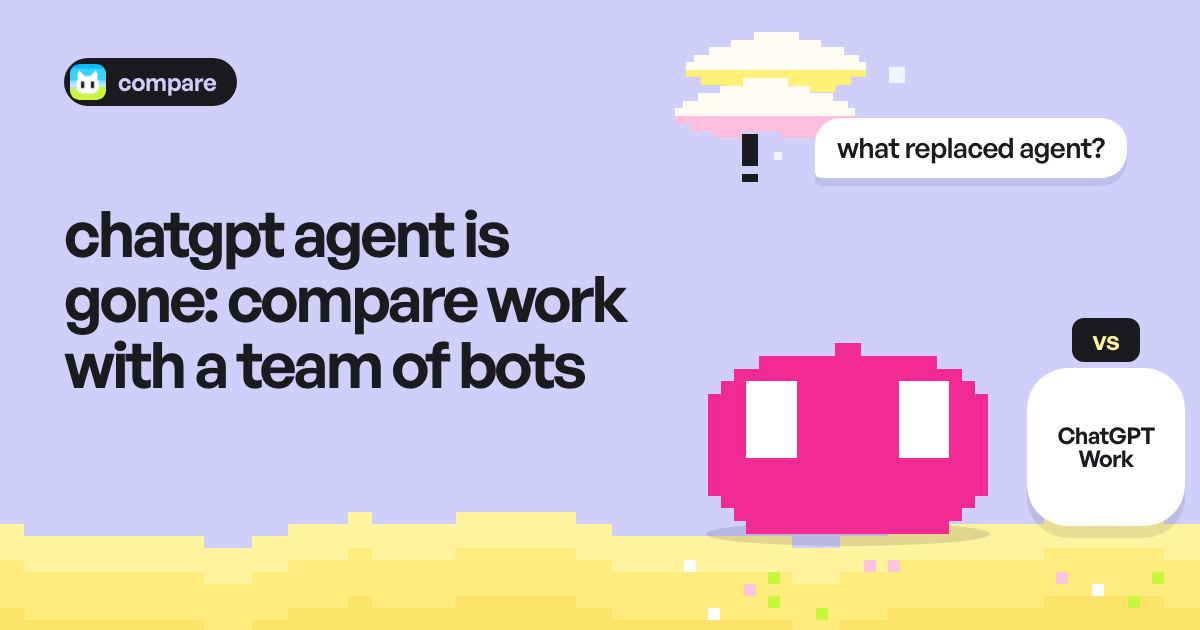 compare
what replaced agent?
chatgpt agent is
gone: compare work
with a team of bots
vs
ChatGPT
Work